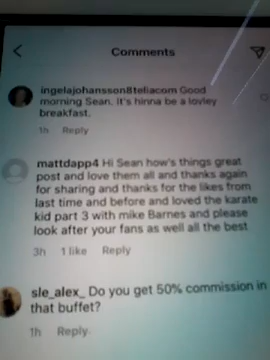 Comments
ingelajohansson8teliacom Good
morning Sean. It's hinna be a lovley
breakfast.
1h Reply
mattdapp4 Hi Sean how's things great
post and love them all and thanks again
for sharing and thanks for the likes from
last time and before and loved the karate
kid part 3 with mike Barnes and please
look after your fans as well all the best
3h 1 like Reply
sle_alex_ Do you get 50% commission in
that buffet?
1h Reply